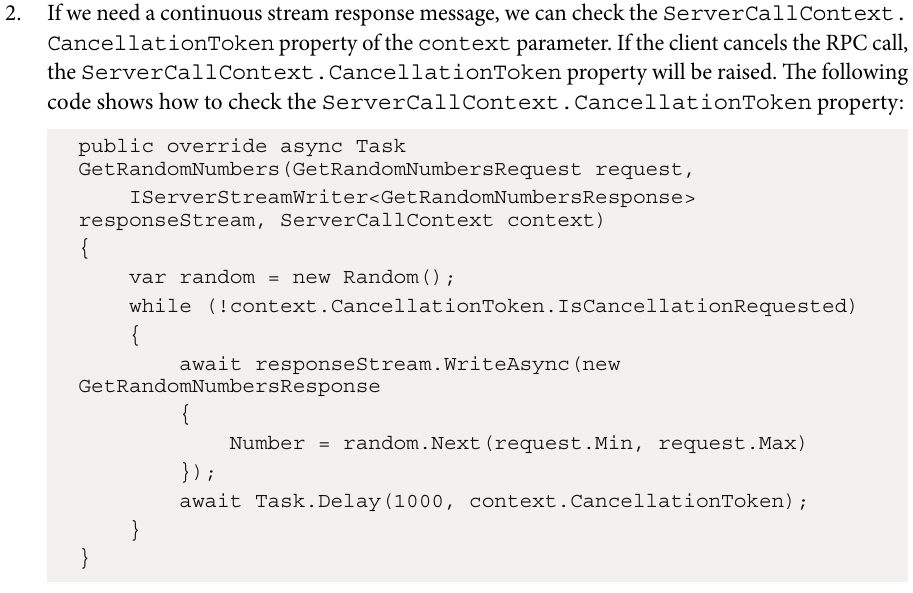 2. If we need a continuous stream response message, we can check the ServerCallContext.
CancellationToken property of the context parameter. If the client cancels the RPC call,
the ServerCallContext.CancellationToken property will be raised. The following
code shows how to check the ServerCallContext.CancellationToken property:
public override async Task
GetRandomNumbers(GetRandomNumbersRequest request,
    IServerStreamWriter<GetRandomNumbersResponse>
responseStream, ServerCallContext context)
{
    var random = new Random();
    while (!context.CancellationToken.IsCancellationRequested)
    {
        await responseStream.WriteAsync(new
GetRandomNumbersResponse
        {
            Number = random.Next(request.Min, request.Max)
        });
        await Task.Delay(1000, context.CancellationToken);
    }
}